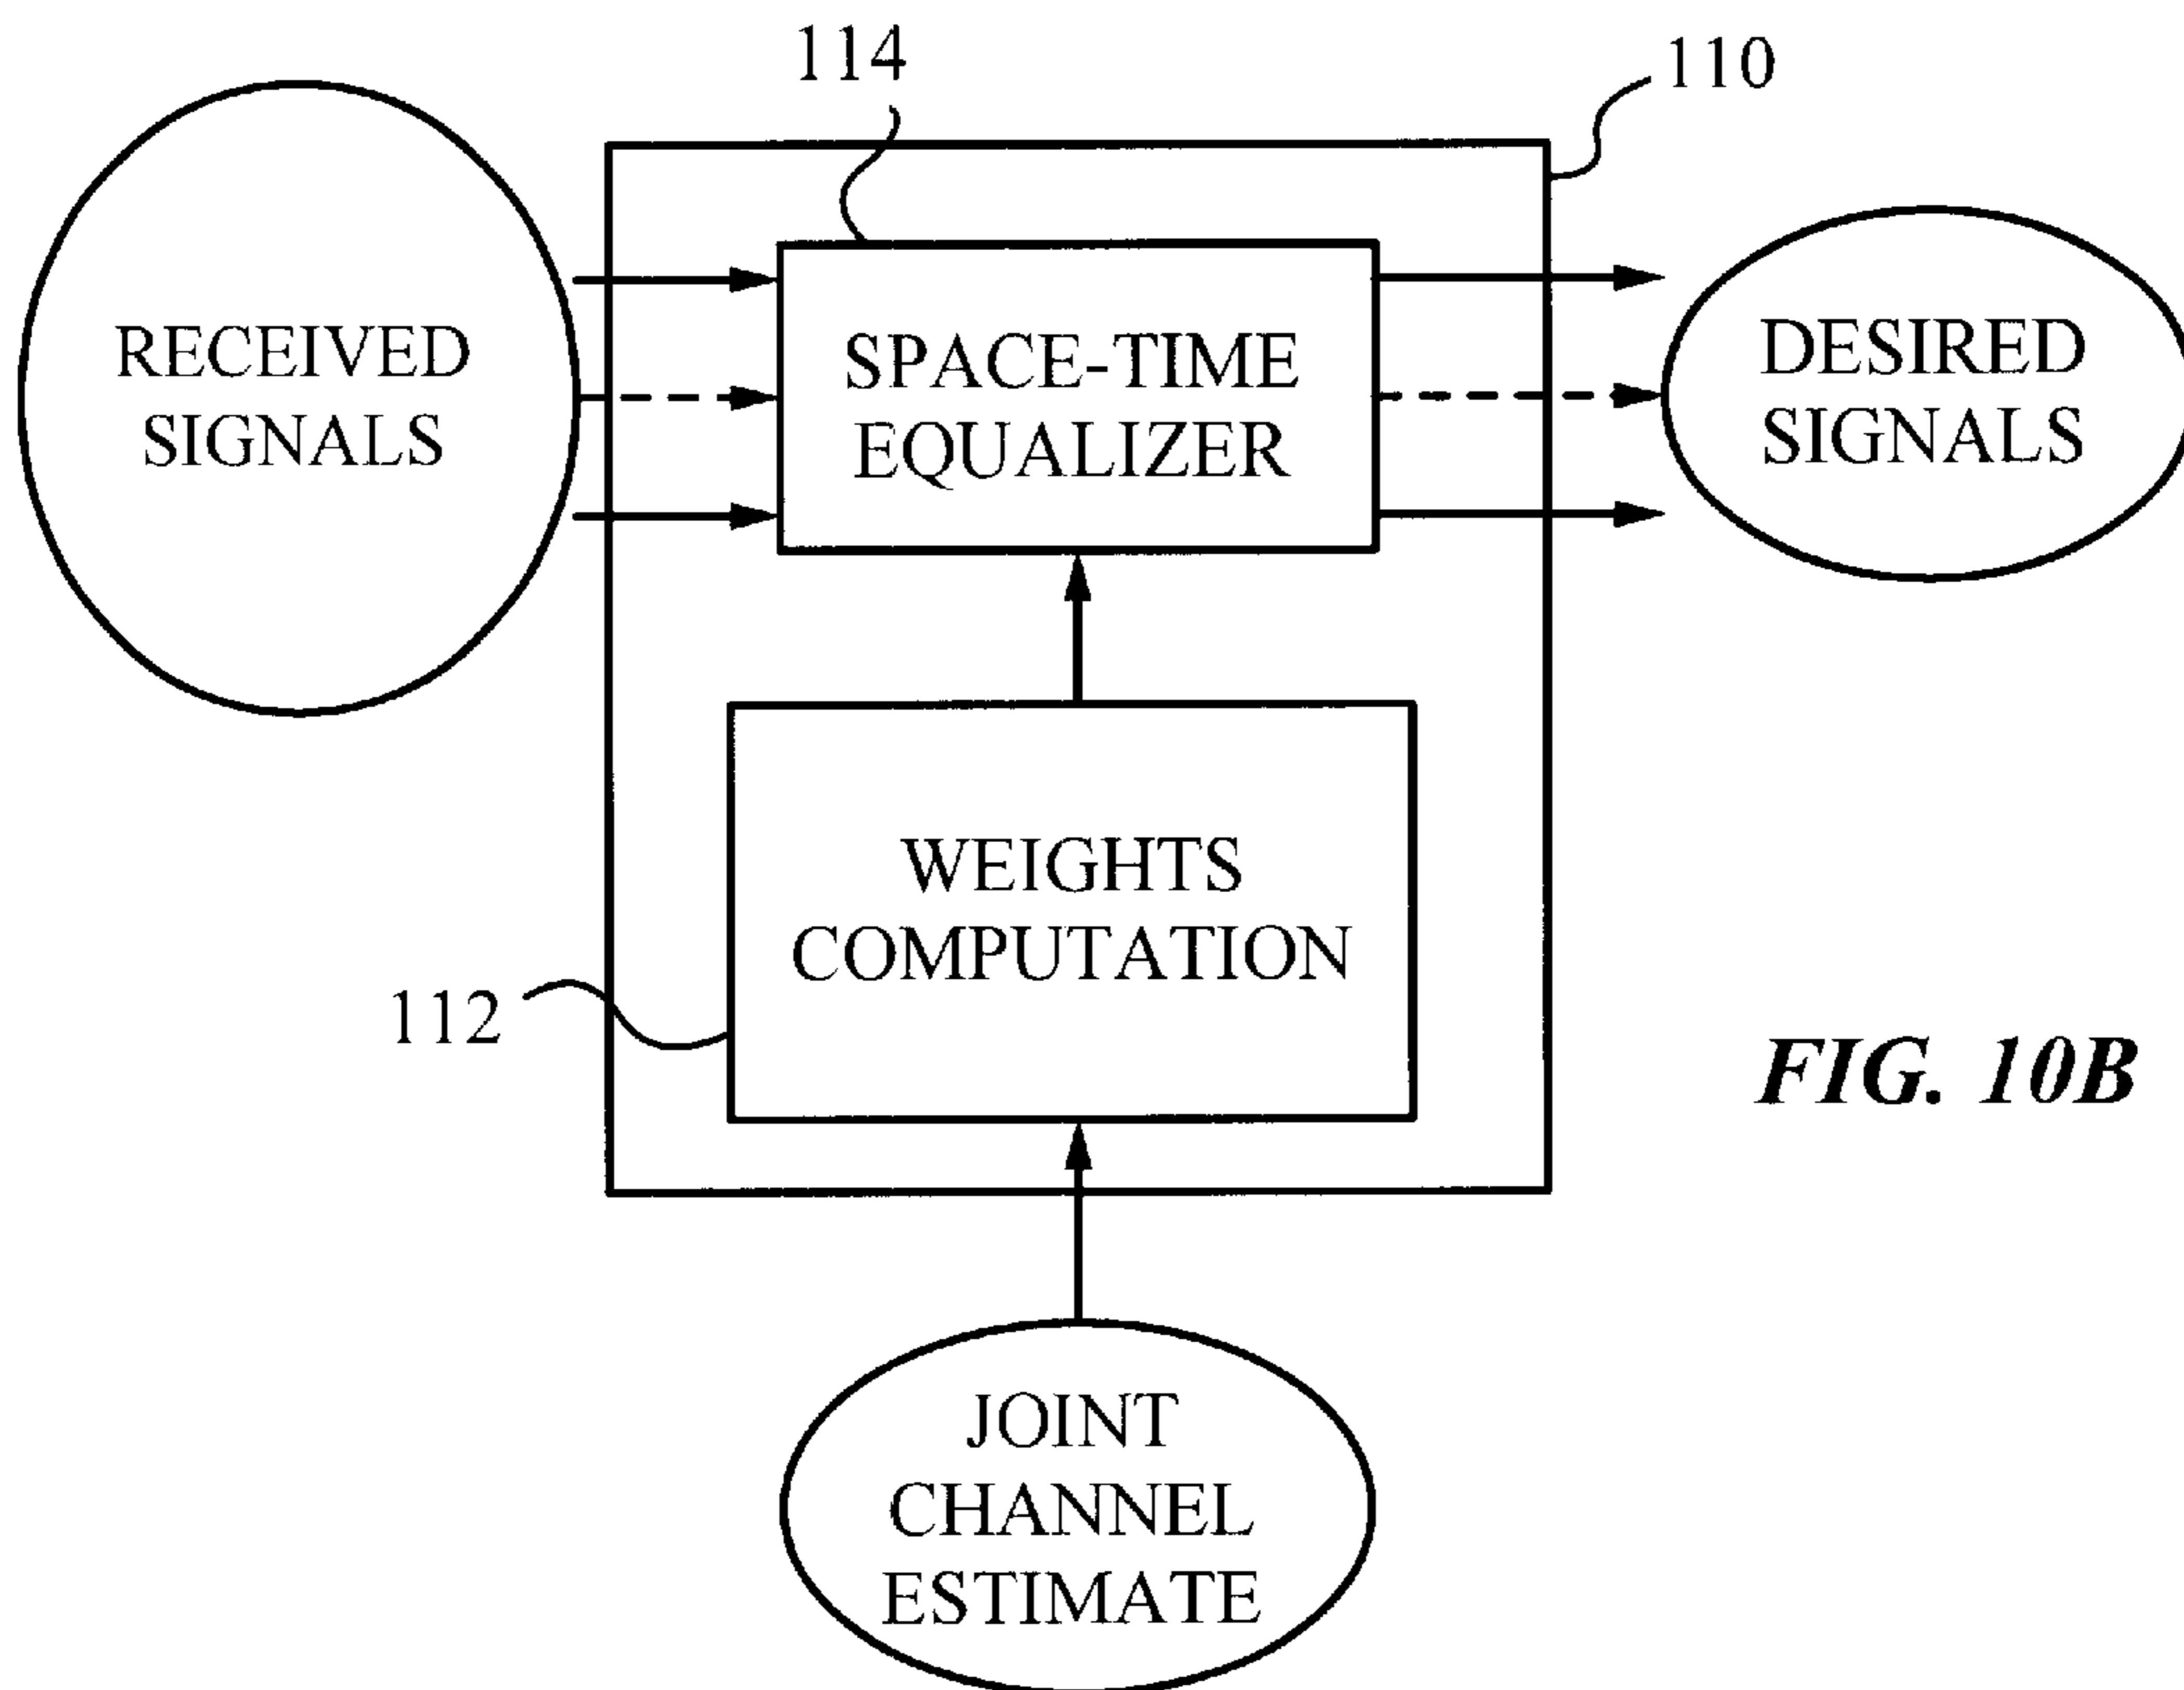 114
110
RECEIVED
SIGNALS
SPACE-TIME
EQUALIZER
DESIRED
SIGNALS
WEIGHTS
COMPUTATION
112
FIG. 10B
JOINT
CHANNEL
ESTIMATE